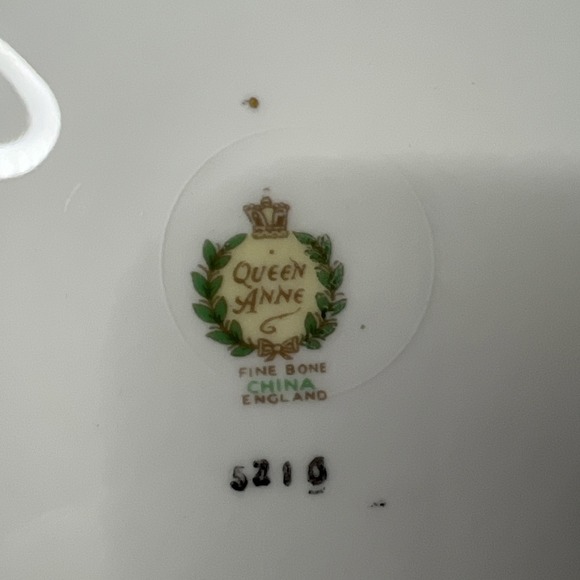 QUEEN
ANNE
FINE BONE
CHINA
ENGLAND
5210